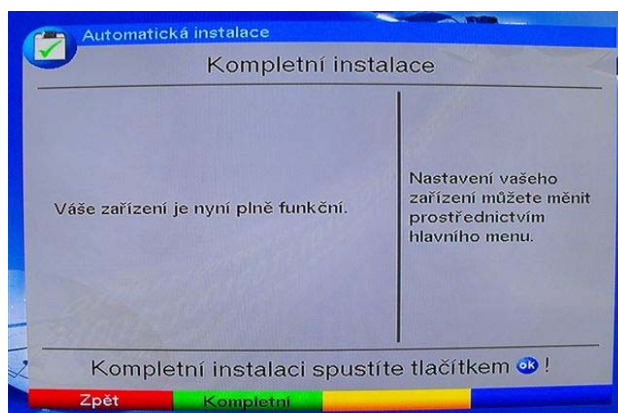 Automatická instalace
Kompletní instalace
Váše zařízení je nyní plně funkční.
Nastavení vašeho
zařízení můžete měnit
prostřednictvím
hlavního menu.
Kompletní instalaci spustíte tlačítkem ok !
Zpět
Kompletní